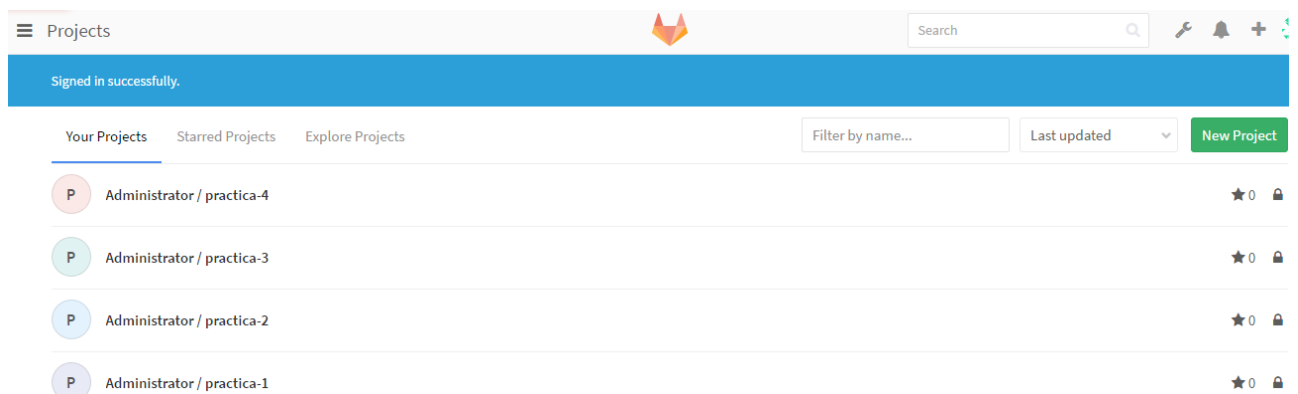 Projects
Search
Signed in successfully.
Your Projects Starred Projects Explore Projects
Filter by name...
Last updated
New Project
P Administrator / practica-4 0
P Administrator / practica-3 0
P Administrator / practica-2 0
P Administrator / practica-1 0